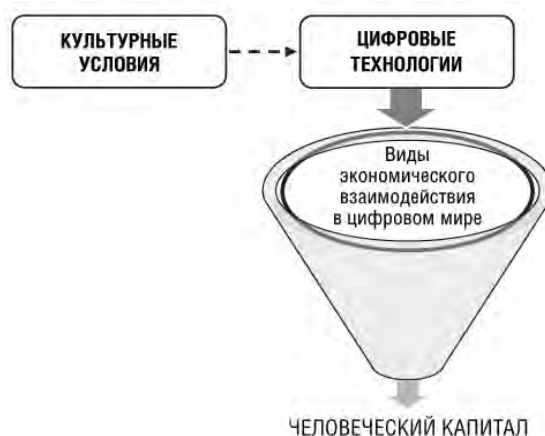 КУЛЬТУРНЫЕ
УСЛОВИЯ
ЦИФРОВЫЕ
ТЕХНОЛОГИИ
Виды
экономического
взаимодействия
в цифровом мире
ЧЕЛОВЕЧЕСКИЙ КАПИТАЛ